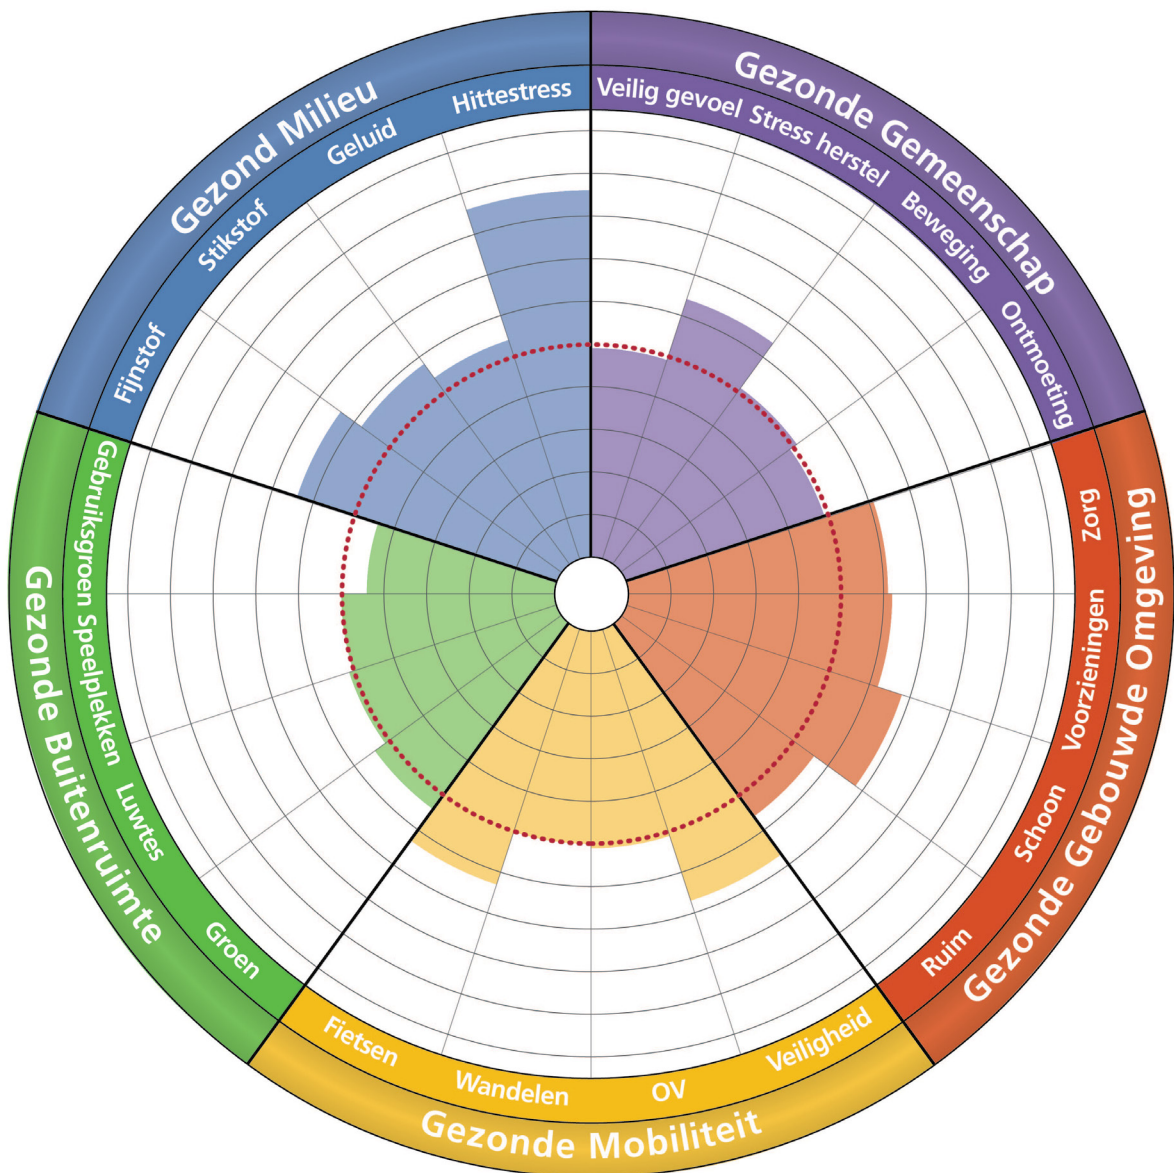 Gezonde Gemeenschap
Veilig gevoel
Stress herstel
Beweging
Ontmoeting
Gezonde Gebouwde Omgeving
Zorg
Voorzieningen
Schoon
Ruim
Gezonde Mobiliteit
Veiligheid
OV
Wandelen
Fietsen
Gezonde Buitenruimte
Groen
Luwtes
Speelplekken
Gebruiksgroen
Gezond Milieu
Fijnstof
Stikstof
Geluid
Hittestress